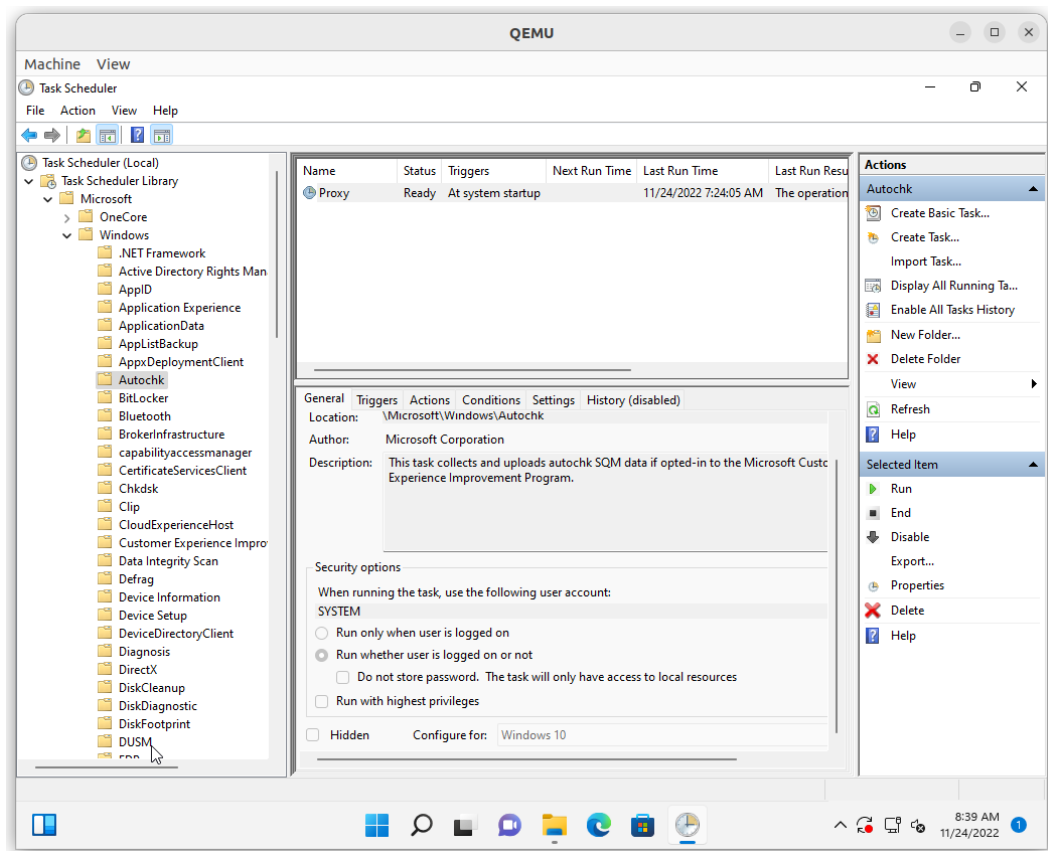 QEMU
Machine View
Task Scheduler
File Action View Help
Task Scheduler (Local)
Task Scheduler Library
Microsoft
OneCore
Windows
.NET Framework
Active Directory Rights Man
AppID
Application Experience
ApplicationData
AppListBackup
AppxDeploymentClient
Autochk
BitLocker
Bluetooth
BrokerInfrastructure
capabilityaccessmanager
CertificateServicesClient
Chkdsk
Clip
CloudExperienceHost
Customer Experience Impro
Data Integrity Scan
Defrag
Device Information
Device Setup
DeviceDirectoryClient
Diagnosis
DirectX
DiskCleanup
DiskDiagnostic
DiskFootprint
DUSM
Name Status Triggers Next Run Time Last Run Time Last Run Resu
Proxy Ready At system startup 11/24/2022 7:24:05 AM The operation
General Triggers Actions Conditions Settings History (disabled)
Location: \Microsoft\Windows\Autochk
Author: Microsoft Corporation
Description: This task collects and uploads autochk SQM data if opted-in to the Microsoft Custo
Experience Improvement Program.
Security options
When running the task, use the following user account:
SYSTEM
Run only when user is logged on
Run whether user is logged on or not
Do not store password. The task will only have access to local resources
Run with highest privileges
Hidden Configure for: Windows 10
Actions
Autochk
Create Basic Task...
Create Task...
Import Task...
Display All Running Ta...
Enable All Tasks History
New Folder...
Delete Folder
View
Refresh
Help
Selected Item
Run
End
Disable
Export...
Properties
Delete
Help
8:39 AM
11/24/2022
1